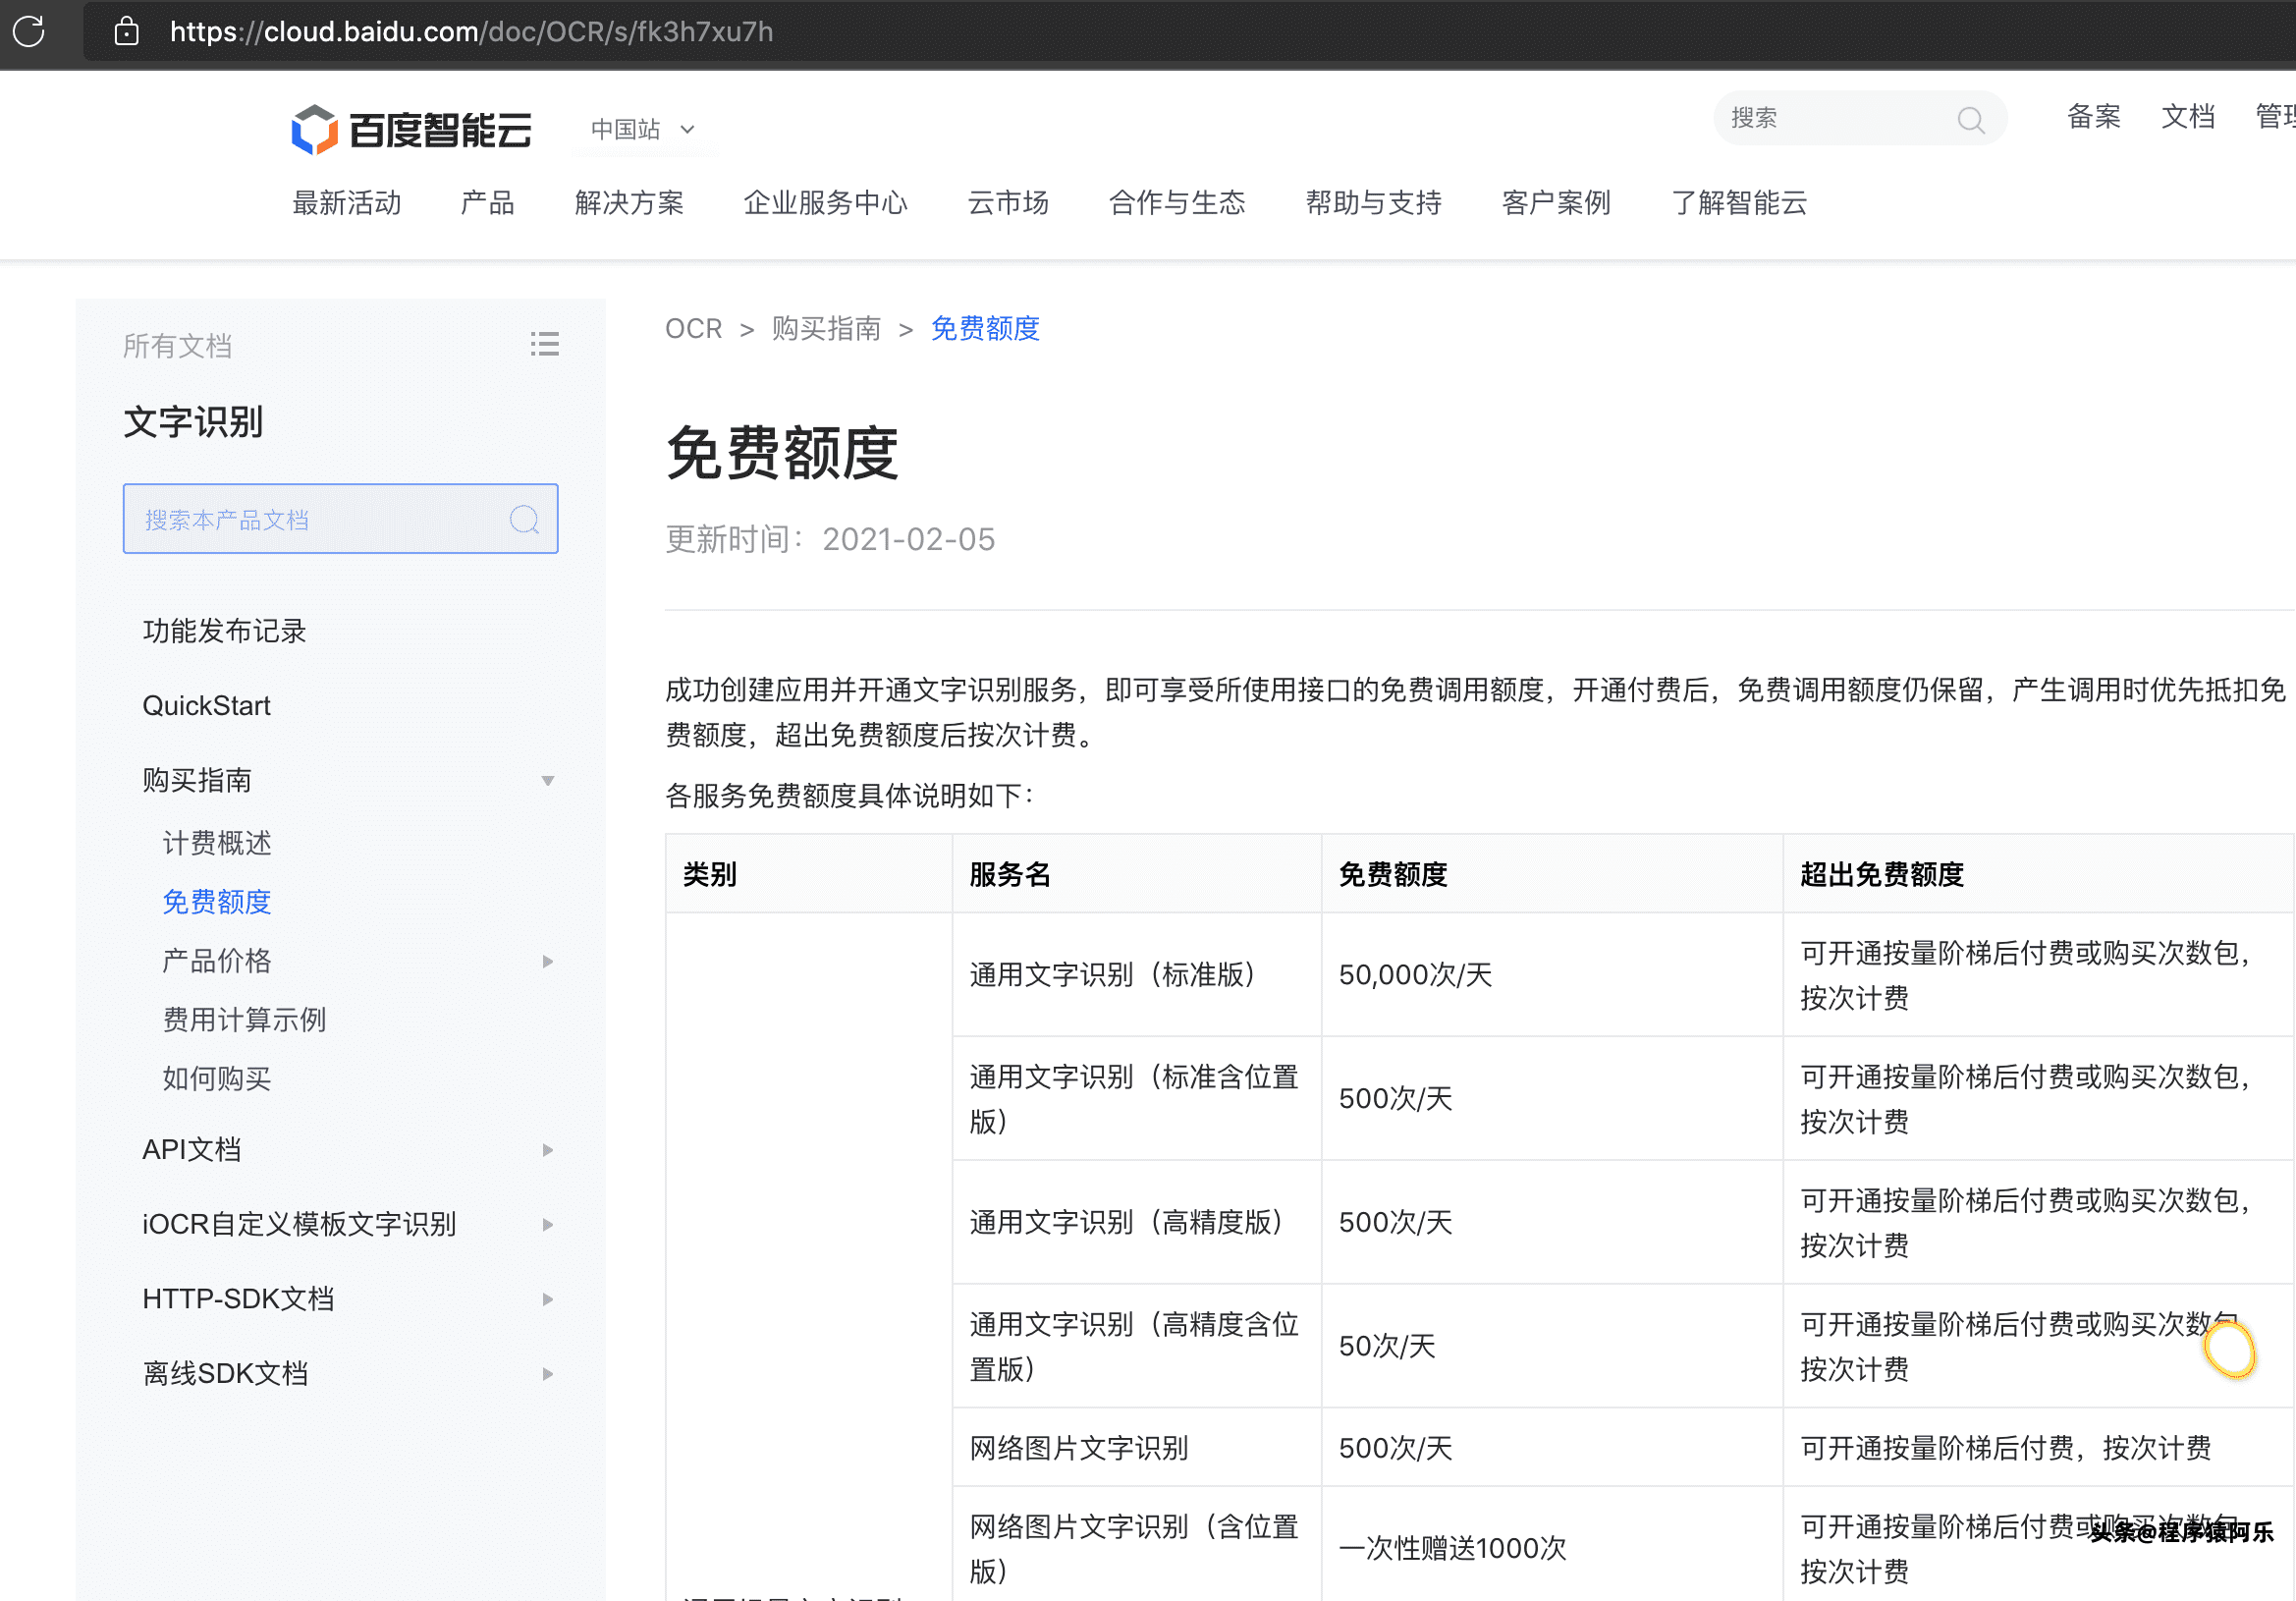 https://cloud.baidu.com/doc/OCR/s/fk3h7xu7h
百度智能云
中国站
搜索
备案 文档
最新活动 产品 解决方案 企业服务中心 云市场 合作与生态 帮助与支持 客户案例 了解智能云
所有文档
文字识别
搜索本产品文档
功能发布记录
QuickStart
购买指南
计费概述
免费额度
产品价格
费用计算示例
如何购买
API文档
iOCR自定义模板文字识别
HTTP-SDK文档
离线SDK文档
OCR > 购买指南 > 免费额度
免费额度
更新时间：2021-02-05
成功创建应用并开通文字识别服务，即可享受所使用接口的免费调用额度，开通付费后，免费调用额度仍保留，产生调用时优先抵扣免
费额度，超出免费额度后按次计费。
各服务免费额度具体说明如下：
类别 服务名 免费额度 超出免费额度
通用文字识别（标准版） 50,000次/天 可开通按量阶梯后付费或购买次数包，
按次计费
通用文字识别（标准含位置
版） 500次/天 可开通按量阶梯后付费或购买次数包，
按次计费
通用文字识别（高精度版） 500次/天 可开通按量阶梯后付费或购买次数包，
按次计费
通用文字识别（高精度含位
置版） 50次/天 可开通按量阶梯后付费或购买次数包
按次计费
网络图片文字识别 500次/天 可开通按量阶梯后付费，按次计费
网络图片文字识别（含位置
版） 一次性赠送1000次 可开通按量阶梯后付费或购买次数包
按次计费
头条@程序猿阿乐